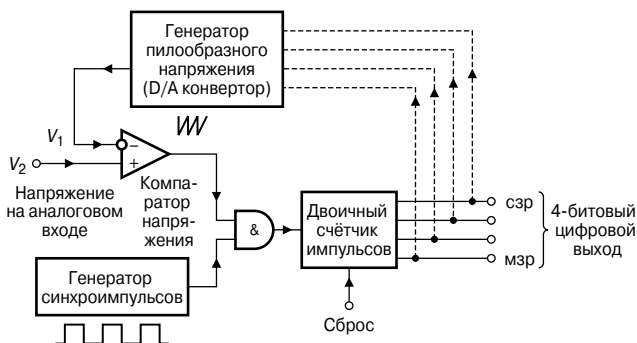 Генератор
пилообразного
напряжения
(D/A конвертор)
V₁
V₂
−
+
Напряжение
на аналоговом
входе
Компа-
ратор
напря-
жения
&
Двоичный
счётчик
импульсов
сзр
мзр
4-битовый
цифровой
выход
Генератор
синхроимпульсов
Сброс